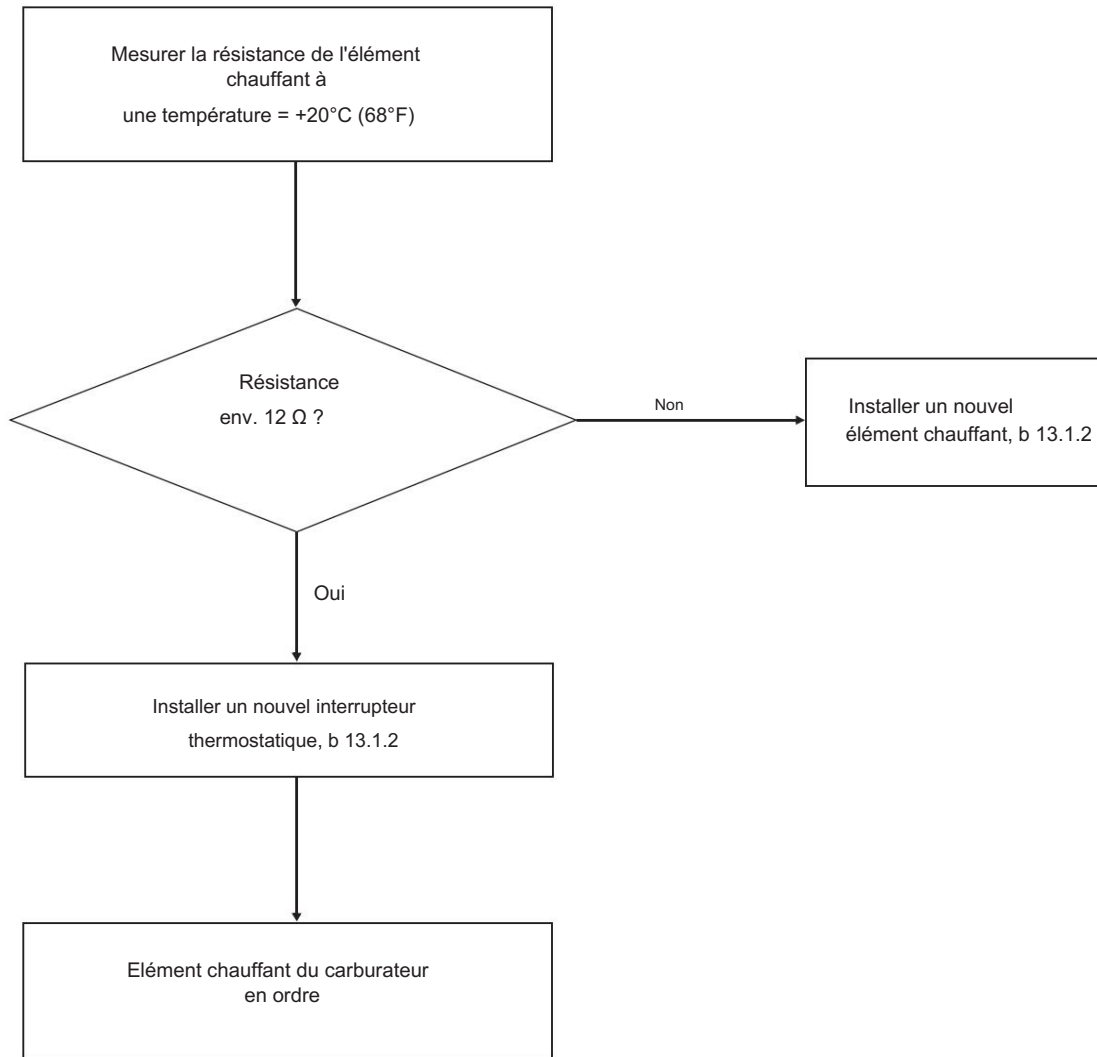 Mesurer la résistance de l'élément
chauffant à
une température = +20°C (68°F)
Résistance
env. 12 Ω ?
Non
Installer un nouvel
élément chauffant, b 13.1.2
Oui
Installer un nouvel interrupteur
thermostatique, b 13.1.2
Elément chauffant du carburateur
en ordre